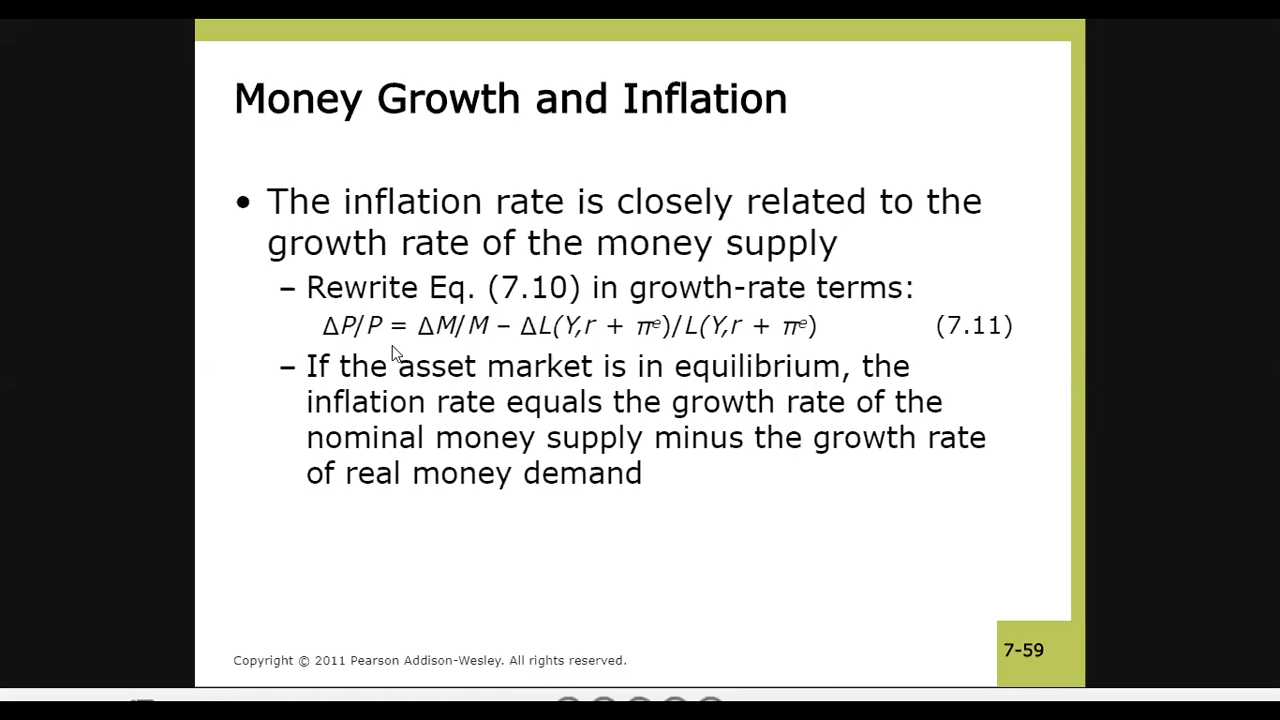 Money Growth and Inflation
• The inflation rate is closely related to the
growth rate of the money supply
– Rewrite Eq. (7.10) in growth-rate terms:
ΔP/P = ΔM/M – ΔL(Y,r + πᵉ)/L(Y,r + πᵉ) (7.11)
– If the asset market is in equilibrium, the
inflation rate equals the growth rate of the
nominal money supply minus the growth rate
of real money demand
Copyright © 2011 Pearson Addison-Wesley. All rights reserved.
7-59